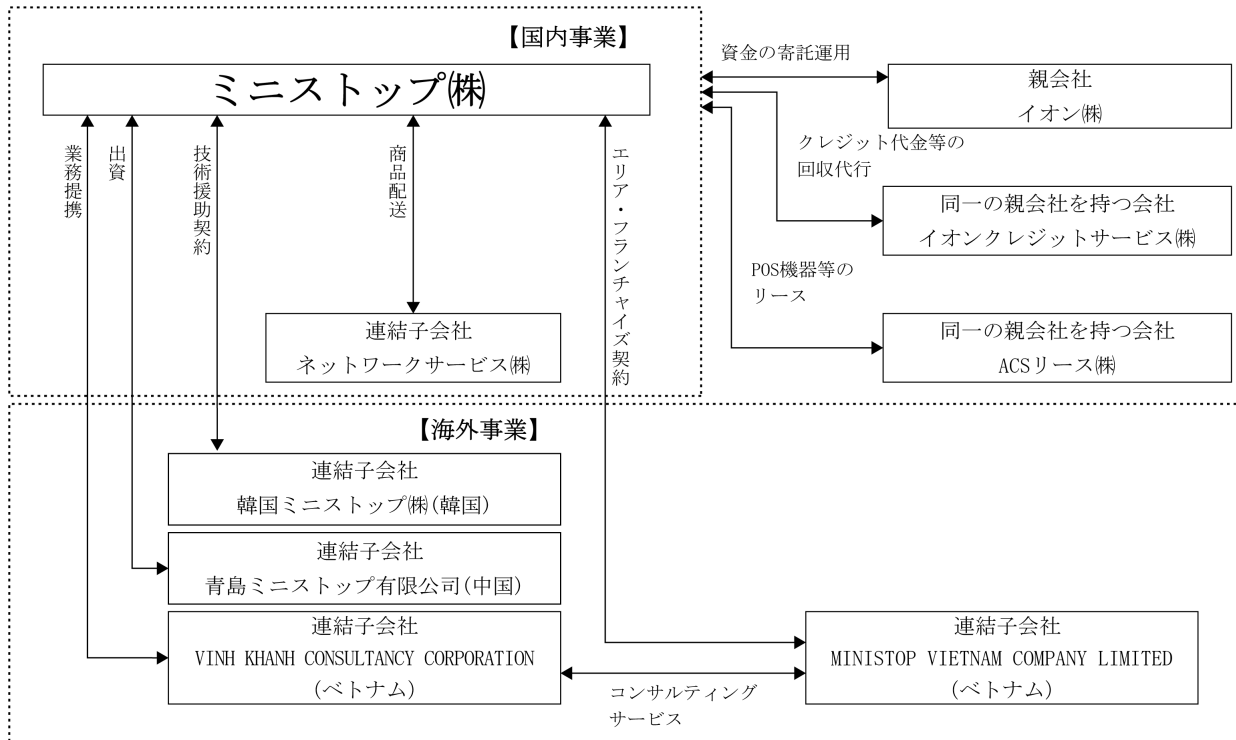 【国内事業】
ミニストップ㈱
資金の寄託運用
親会社
イオン㈱
クレジット代金等の
回収代行
同一の親会社を持つ会社
イオンクレジットサービス㈱
POS機器等の
リース
同一の親会社を持つ会社
ACSリース㈱
業務提携
出資
技術援助契約
商品配送
エリア・フランチャイズ契約
連結子会社
ネットワークサービス㈱
【海外事業】
連結子会社
韓国ミニストップ㈱(韓国)
連結子会社
青島ミニストップ有限公司(中国)
連結子会社
VINH KHANH CONSULTANCY CORPORATION
(ベトナム)
コンサルティング
サービス
連結子会社
MINISTOP VIETNAM COMPANY LIMITED
(ベトナム)